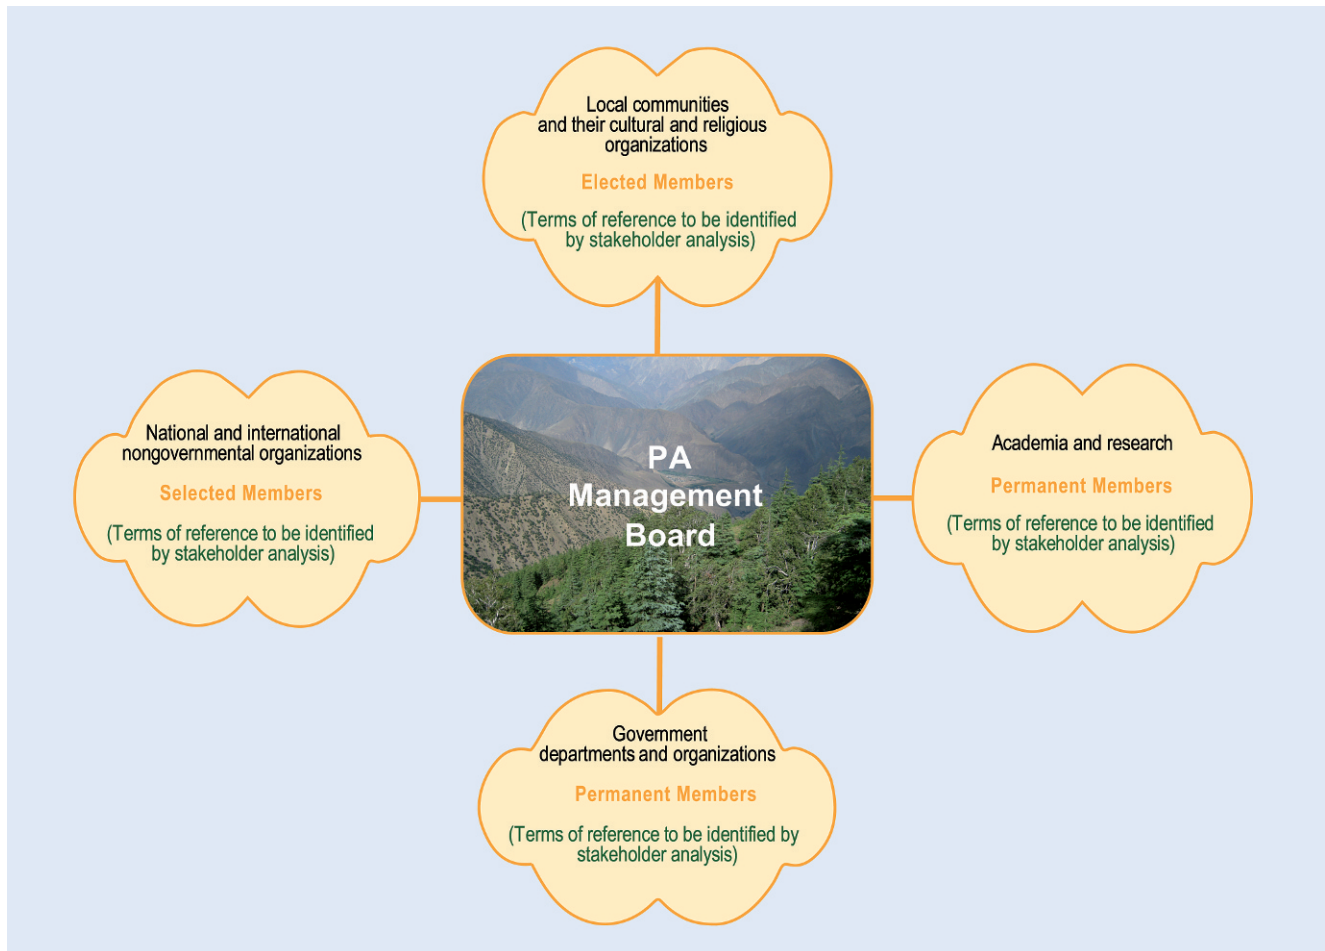 Local communities
and their cultural and religious
organizations
Elected Members
(Terms of reference to be identified
by stakeholder analysis)
National and international
nongovernmental organizations
Selected Members
(Terms of reference to be identified
by stakeholder analysis)
PA
Management
Board
Academia and research
Permanent Members
(Terms of reference to be identified
by stakeholder analysis)
Government
departments and organizations
Permanent Members
(Terms of reference to be identified by
stakeholder analysis)